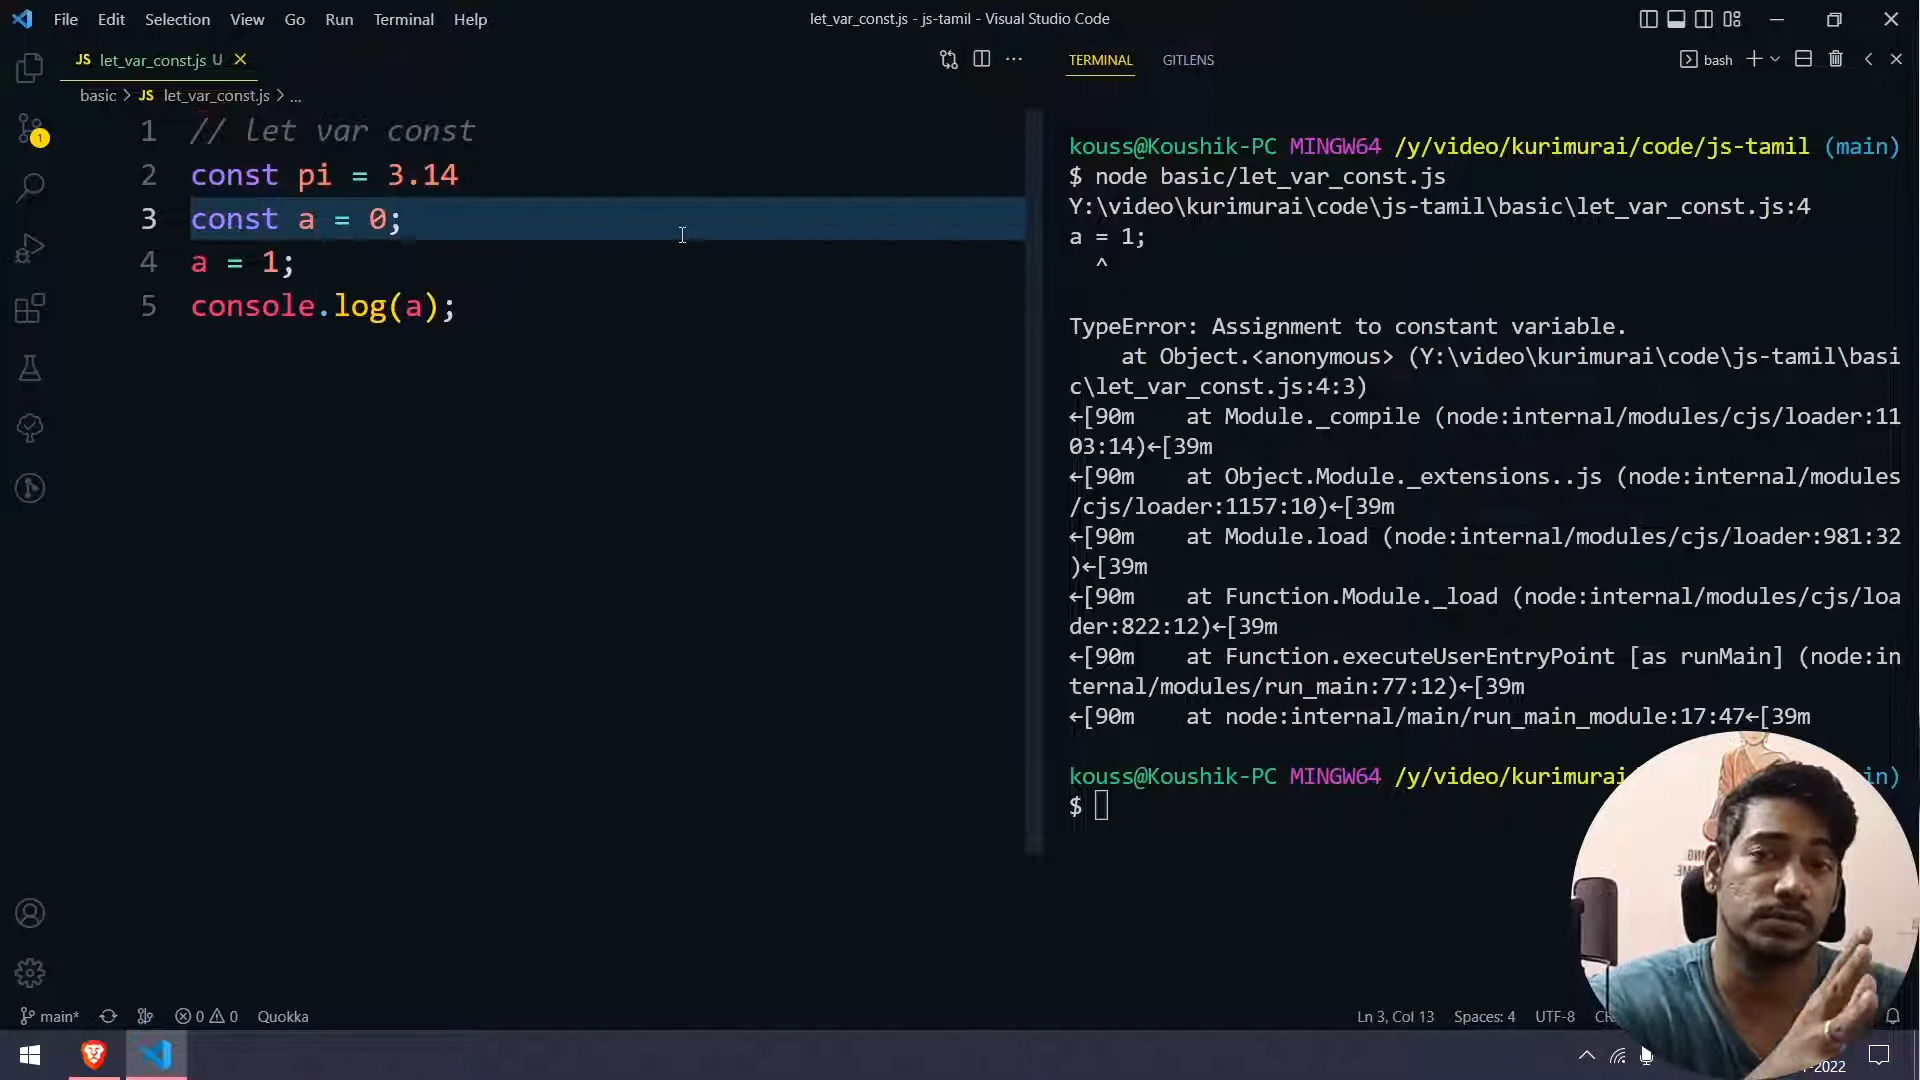 File Edit Selection View Go Run Terminal Help
let_var_const.js - js-tamil - Visual Studio Code
JS let_var_const.js U
basic > JS let_var_const.js > ...
1 // let var const
2 const pi = 3.14
3 const a = 0;
4 a = 1;
5 console.log(a);
1
TERMINAL GITLENS
bash
kouss@Koushik-PC MINGW64 /y/video/kurimurai/code/js-tamil (main)
$ node basic/let_var_const.js
Y:\video\kurimurai\code\js-tamil\basic\let_var_const.js:4
a = 1;
^
TypeError: Assignment to constant variable.
at Object.<anonymous> (Y:\video\kurimurai\code\js-tamil\basi
c\let_var_const.js:4:3)
←[90m    at Module._compile (node:internal/modules/cjs/loader:11
03:14)←[39m
←[90m    at Object.Module._extensions..js (node:internal/modules
/cjs/loader:1157:10)←[39m
←[90m    at Module.load (node:internal/modules/cjs/loader:981:32
)←[39m
←[90m    at Function.Module._load (node:internal/modules/cjs/loa
der:822:12)←[39m
←[90m    at Function.executeUserEntryPoint [as runMain] (node:in
ternal/modules/run_main:77:12)←[39m
←[90m    at node:internal/main/run_main_module:17:47←[39m
kouss@Koushik-PC MINGW64 /y/video/kurimurai in)
$
main* 0 0 Quokka
Ln 3, Col 13 Spaces: 4 UTF-8
-2022